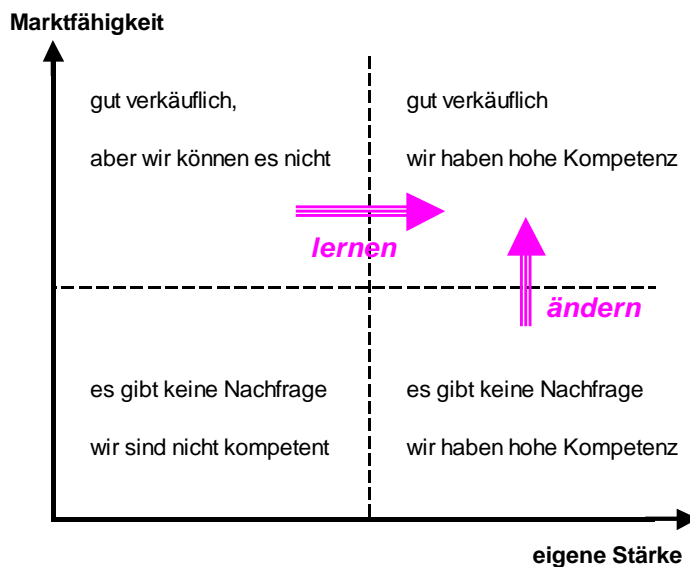 Marktfähigkeit
gut verkäuflich,
aber wir können es nicht
gut verkäuflich
wir haben hohe Kompetenz
lernen
ändern
es gibt keine Nachfrage
wir sind nicht kompetent
es gibt keine Nachfrage
wir haben hohe Kompetenz
eigene Stärke